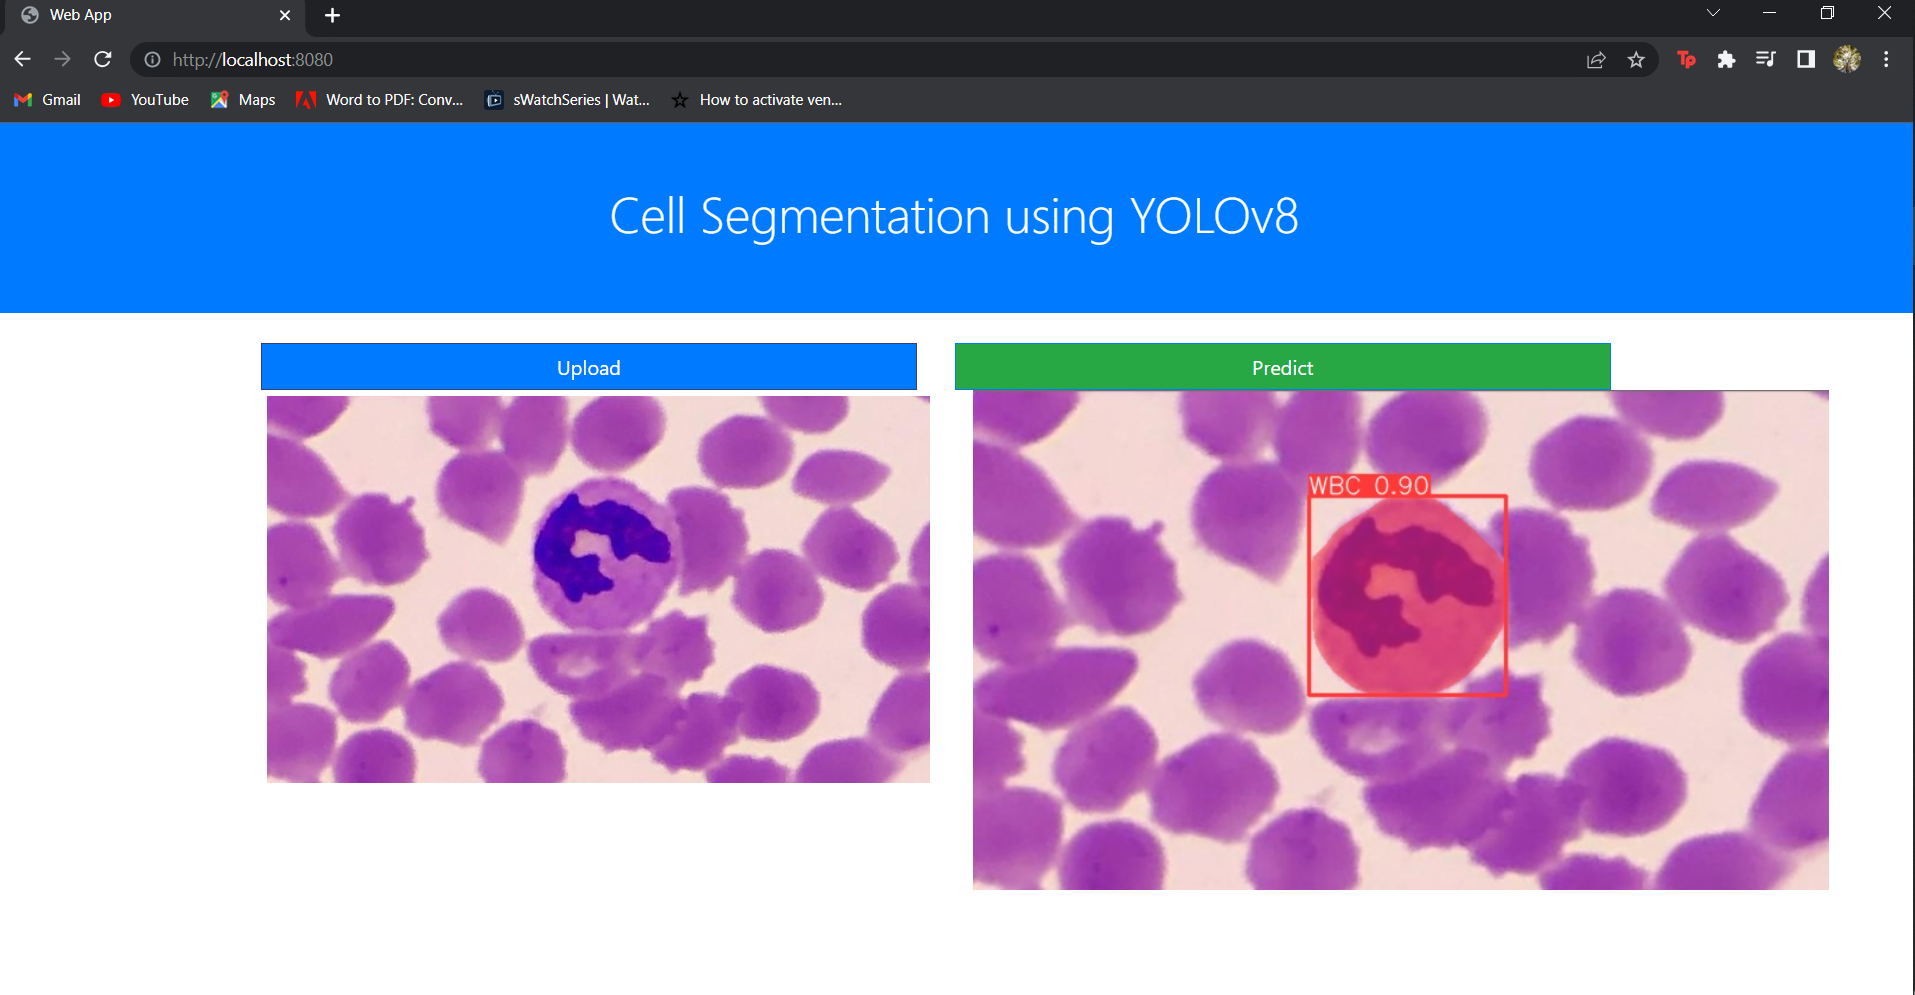 Web App
http://localhost:8080
Tp
Gmail YouTube Maps Word to PDF: Conv... sWatchSeries | Wat... How to activate ven...
Cell Segmentation using YOLOv8
Upload Predict
WBC 0.90